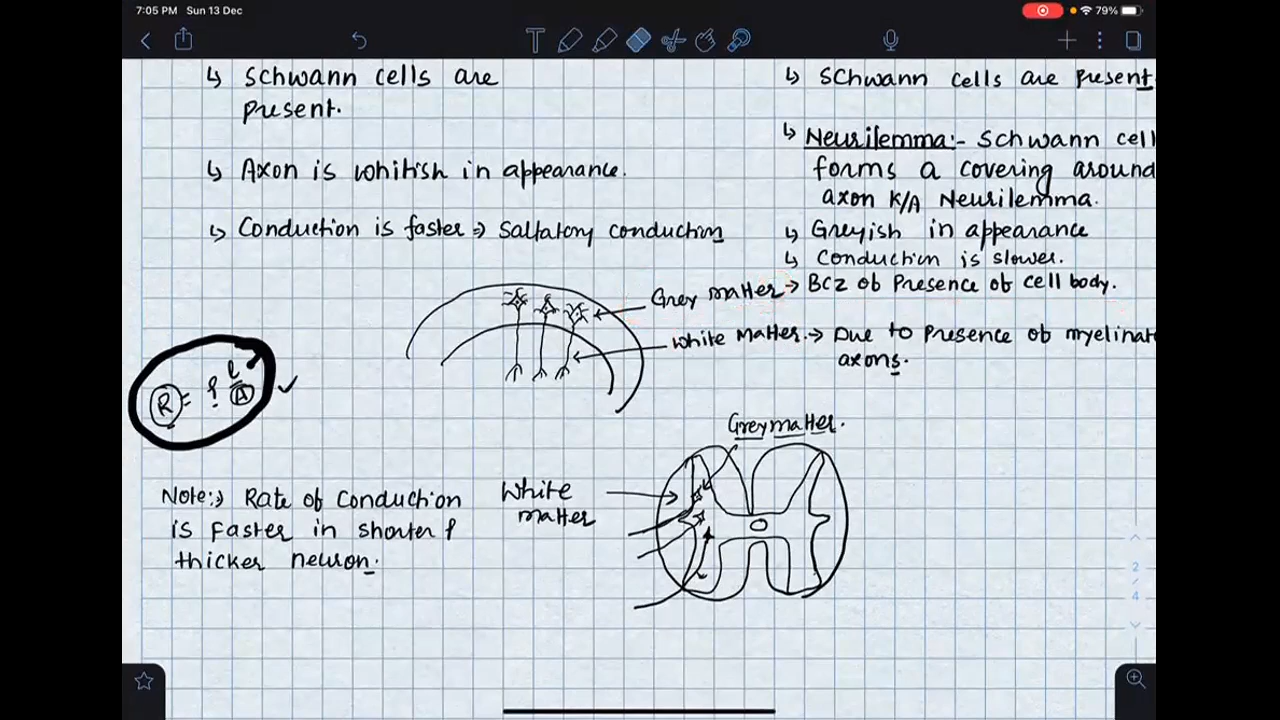 7:05 PM Sun 13 Dec
79%
↳ Schwann cells are
present.
↳ Axon is whitish in appearance.
↳ Conduction is faster ⇒ Saltatory conduction
↳ Schwann cells are present.
↳ Neurilemma:- Schwann cell
forms a covering around
axon K/A Neurilemma.
↳ Greyish in appearance
↳ Conduction is slower.
Grey matter → Bcz of Presence of cell body.
White Matter. → Due to Presence of myelinat
axons.
R = ρ l/A ✓
Grey matter.
White
matter
Note:⇒ Rate of Conduction
is Faster in shorter &
thicker neuron.
2
/
4